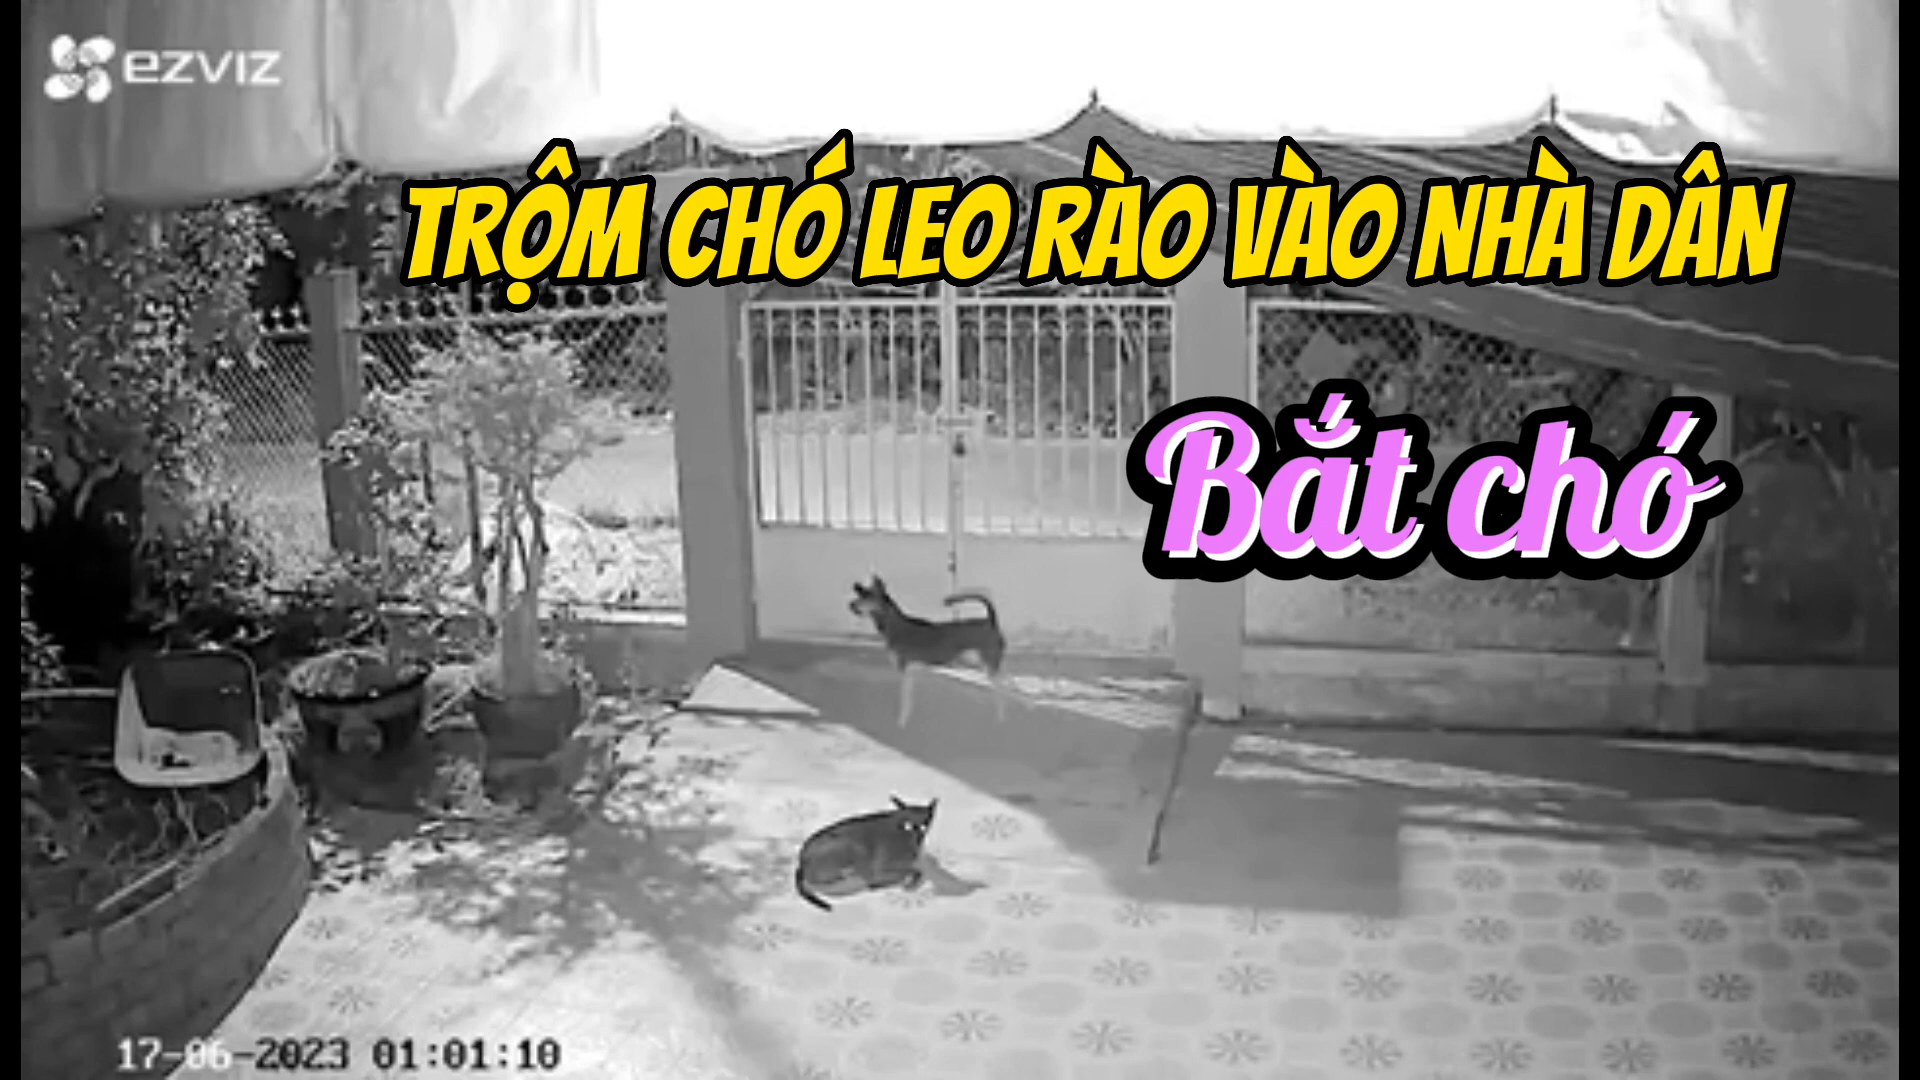 ezviz
TRỘM CHÓ LEO RÀO VÀO NHÀ DÂN
Bắt chó
17-06-2023 01:01:10